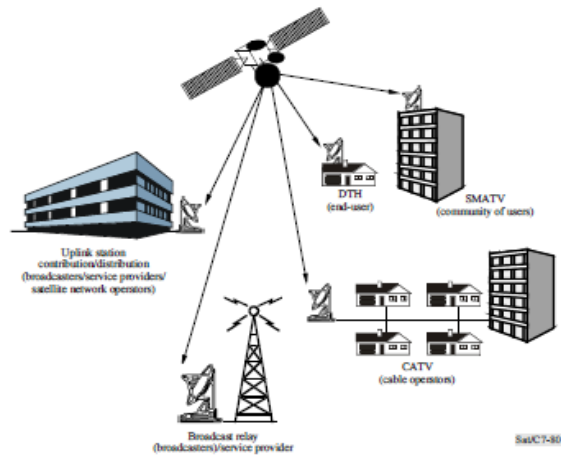 DTH
(end-user)
SMATV
(community of users)
Uplink station
contribution/distribution
(broadcasters/service providers/
satellite network operators)
CATV
(cable operators)
Broadcast relay
(broadcasters)/service provider
Sat/C7-80